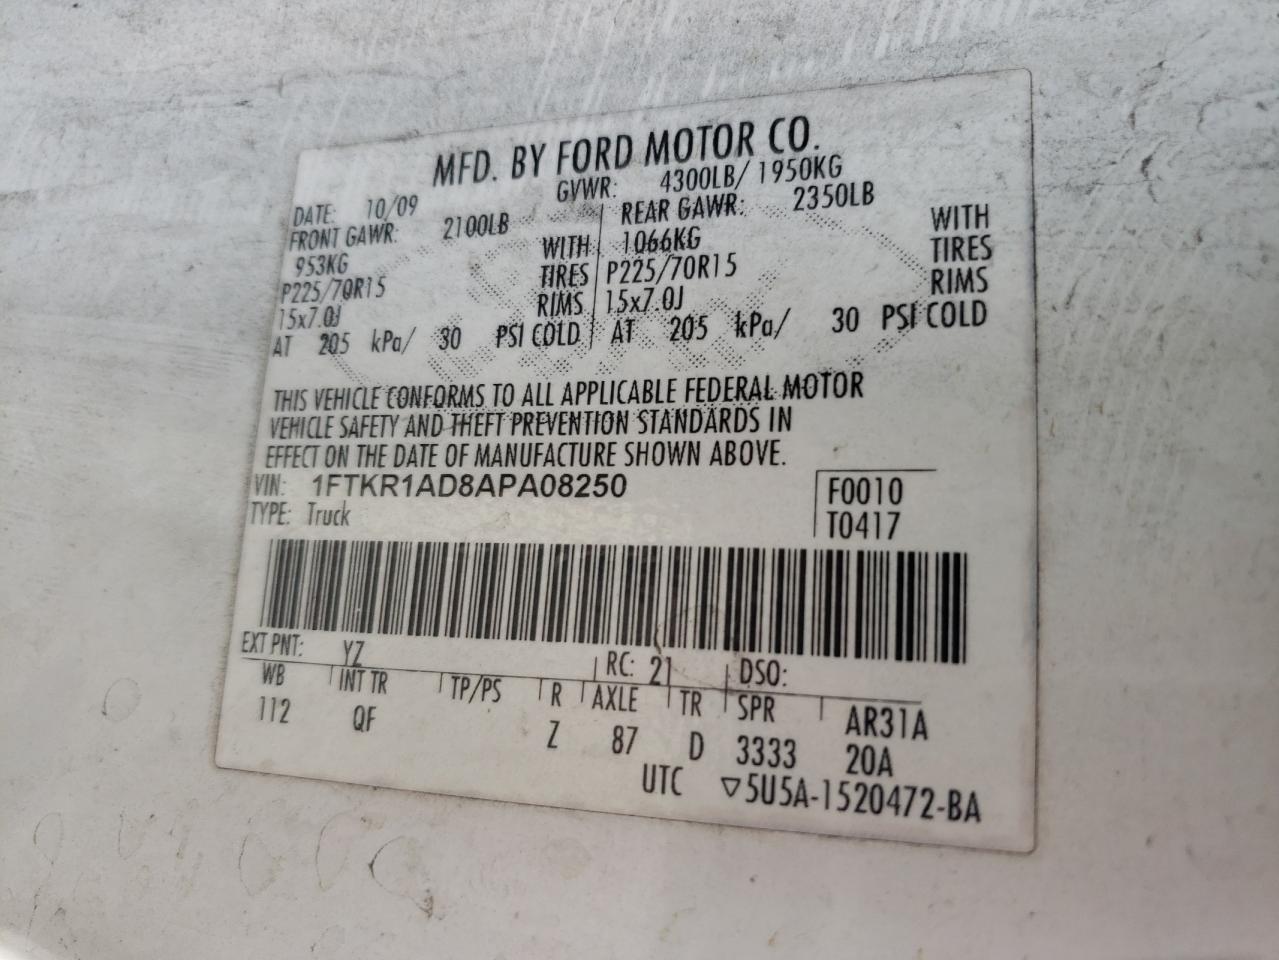 MFD. BY FORD MOTOR CO.
DATE: 10/09 GVWR: 4300LB/ 1950KG
FRONT GAWR: 2100LB REAR GAWR: 2350LB
953KG WITH 1066KG WITH
P225/70R15 TIRES P225/70R15 TIRES
15x7.0J RIMS 15x7.0J RIMS
AT 205 kPa/ 30 PSI COLD AT 205 kPa/ 30 PSI COLD
THIS VEHICLE CONFORMS TO ALL APPLICABLE FEDERAL MOTOR
VEHICLE SAFETY AND THEFT PREVENTION STANDARDS IN
EFFECT ON THE DATE OF MANUFACTURE SHOWN ABOVE.
VIN: 1FTKR1AD8APA08250 F0010
TYPE: Truck T0417
EXT PNT: YZ RC: 21 DSO:
WB INT TR TP/PS R AXLE TR SPR AR31A
112 QF Z 87 D 3333 20A
UTC ▽5U5A-1520472-BA